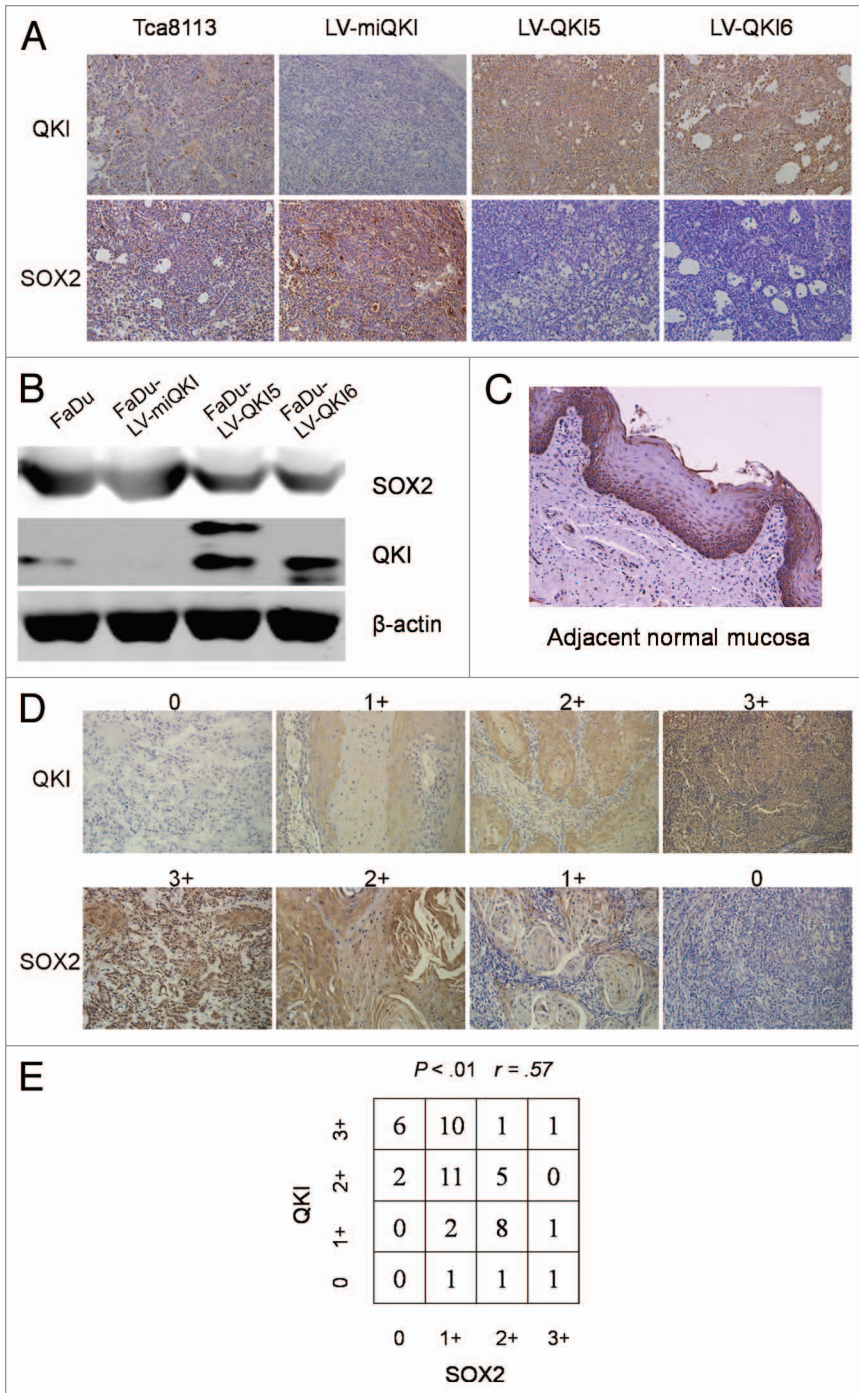 A
Tca8113 LV-miQKI LV-QKI5 LV-QKI6
QKI
SOX2
B
FaDu FaDu-LV-miQKI FaDu-LV-QKI5 FaDu-LV-QKI6
SOX2
QKI
β-actin
C
Adjacent normal mucosa
D
0 1+ 2+ 3+
QKI
3+ 2+ 1+ 0
SOX2
E
P < .01 r = .57
QKI
3+ 6 10 1 1
2+ 2 11 5 0
1+ 0 2 8 1
0 0 1 1 1
0 1+ 2+ 3+
SOX2